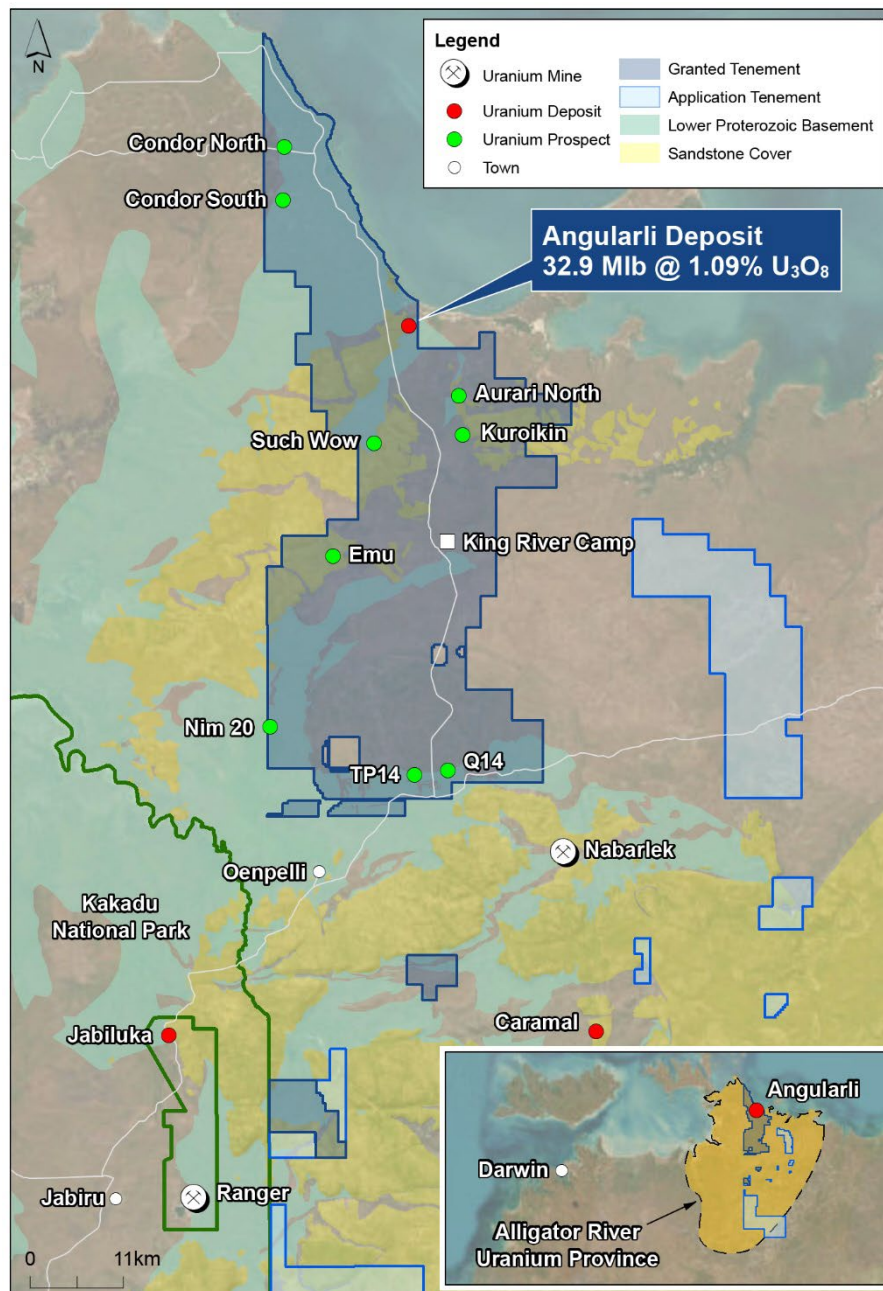 N
Legend
Uranium Mine
Uranium Deposit
Uranium Prospect
Town
Granted Tenement
Application Tenement
Lower Proterozoic Basement
Sandstone Cover
Condor North
Condor South
Angularli Deposit
32.9 Mlb @ 1.09% U₃O₈
Aurari North
Kuroikin
Such Wow
King River Camp
Emu
Nim 20
TP14
Q14
Nabarlek
Oenpelli
Kakadu
National Park
Jabiluka
Caramal
Jabiru
Ranger
0
11km
Angularli
Darwin
Alligator River
Uranium Province